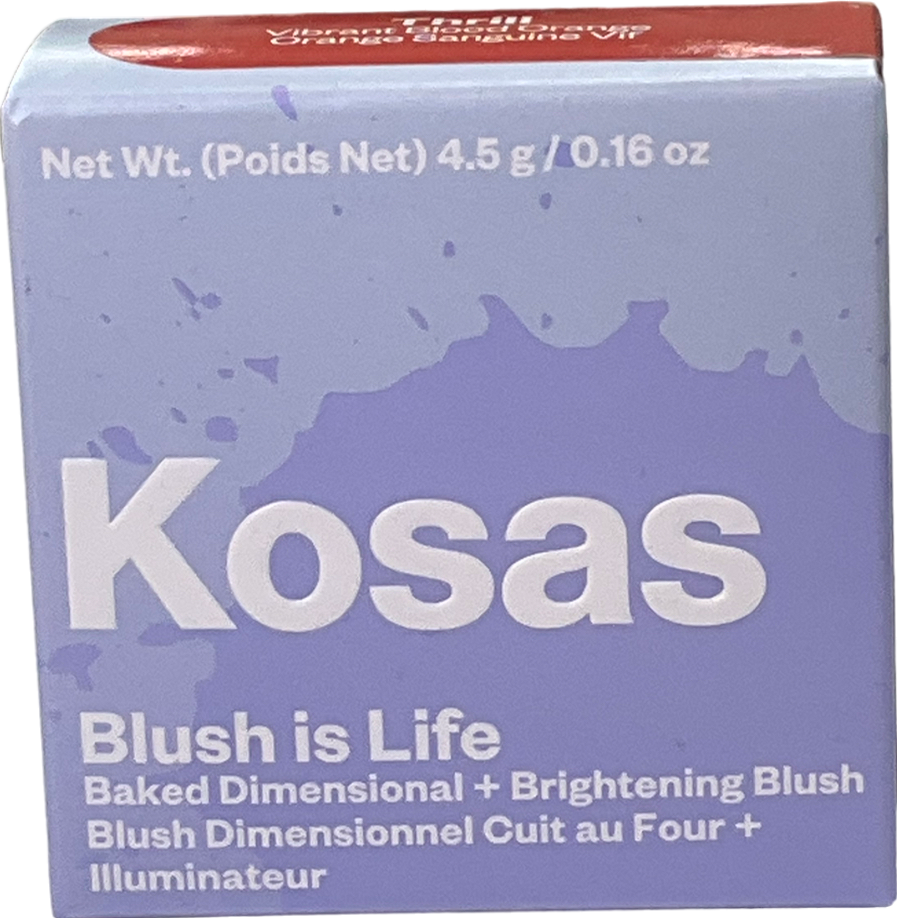 Thrill
Vibrant Blood Orange
Orange Sanguine Vif
Net Wt. (Poids Net) 4.5 g / 0.16 oz
Kosas
Blush is Life
Baked Dimensional + Brightening Blush
Blush Dimensionnel Cuit au Four +
Illuminateur